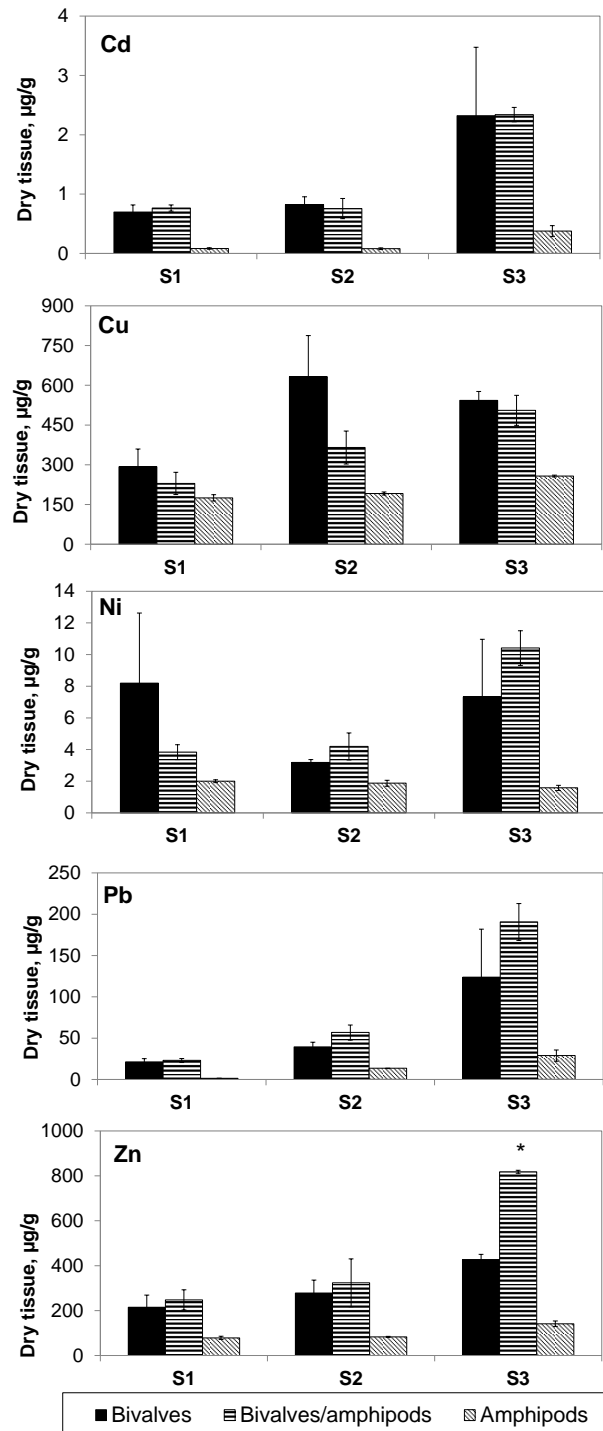 Cd
Dry tissue, µg/g
4
3
2
1
0
S1 S2 S3
Cu
Dry tissue, µg/g
900
750
600
450
300
150
0
S1 S2 S3
Ni
Dry tissue, µg/g
14
12
10
8
6
4
2
0
S1 S2 S3
Pb
Dry tissue, µg/g
250
200
150
100
50
0
S1 S2 S3
Zn
Dry tissue, µg/g
1000
800
600
400
200
0
*
S1 S2 S3
Bivalves Bivalves/amphipods Amphipods